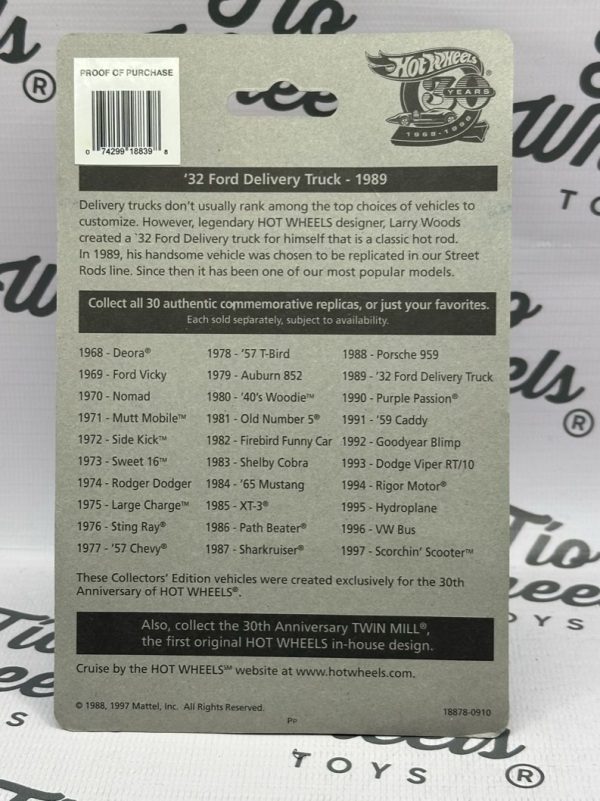 PROOF OF PURCHASE
0 74299 18839 8
HOT WHEELS®
30 YEARS
1968-1998
'32 Ford Delivery Truck - 1989
Delivery trucks don't usually rank among the top choices of vehicles to
customize. However, legendary HOT WHEELS designer, Larry Woods
created a `32 Ford Delivery truck for himself that is a classic hot rod.
In 1989, his handsome vehicle was chosen to be replicated in our Street
Rods line. Since then it has been one of our most popular models.
Collect all 30 authentic commemorative replicas, or just your favorites.
Each sold separately, subject to availability.
1968 - Deora®
1969 - Ford Vicky
1970 - Nomad
1971 - Mutt Mobile™
1972 - Side Kick™
1973 - Sweet 16™
1974 - Rodger Dodger
1975 - Large Charge™
1976 - Sting Ray®
1977 - '57 Chevy®
1978 - '57 T-Bird
1979 - Auburn 852
1980 - '40's Woodie™
1981 - Old Number 5®
1982 - Firebird Funny Car
1983 - Shelby Cobra
1984 - '65 Mustang
1985 - XT-3®
1986 - Path Beater®
1987 - Sharkruiser®
1988 - Porsche 959
1989 - '32 Ford Delivery Truck
1990 - Purple Passion®
1991 - '59 Caddy
1992 - Goodyear Blimp
1993 - Dodge Viper RT/10
1994 - Rigor Motor®
1995 - Hydroplane
1996 - VW Bus
1997 - Scorchin' Scooter™
These Collectors' Edition vehicles were created exclusively for the 30th
Anniversary of HOT WHEELS®.
Also, collect the 30th Anniversary TWIN MILL®,
the first original HOT WHEELS in-house design.
Cruise by the HOT WHEELS℠ website at www.hotwheels.com.
© 1988, 1997 Mattel, Inc. All Rights Reserved.
18878-0910
PP
TOYS ®